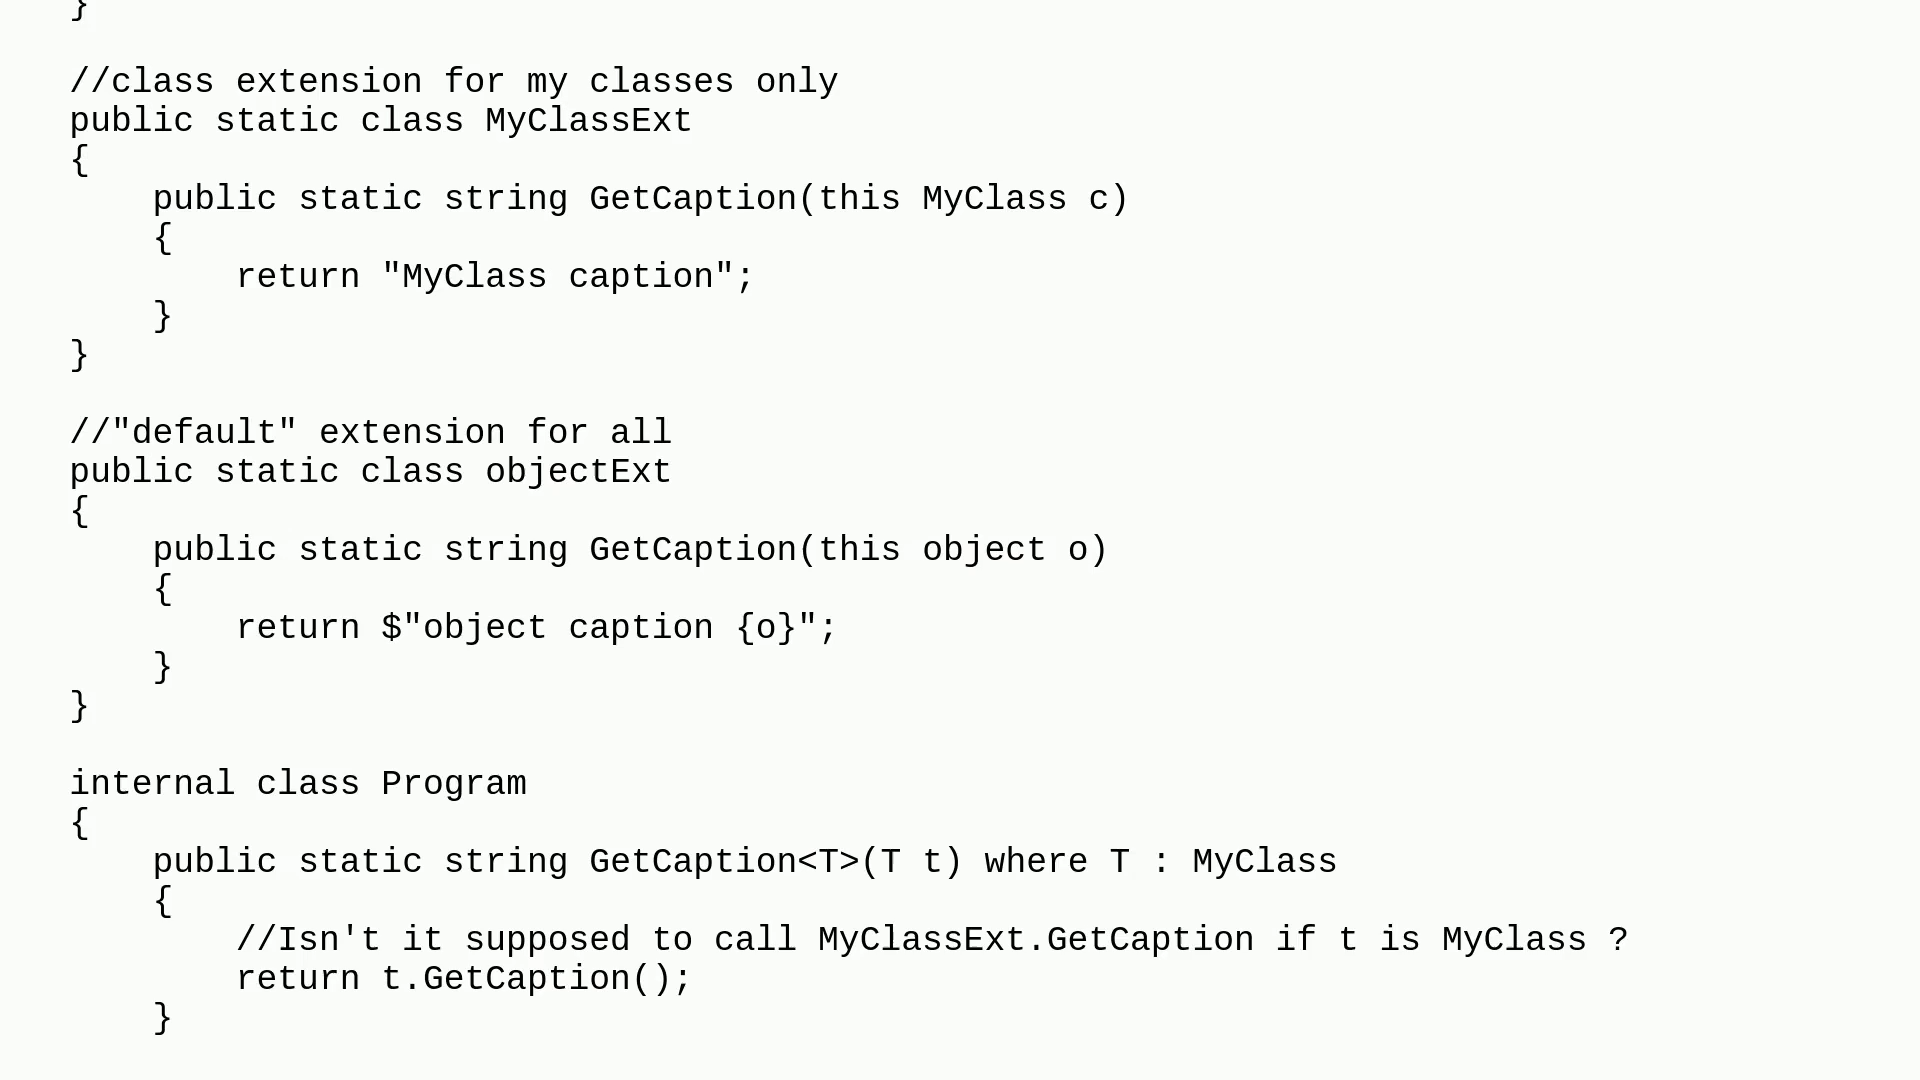 }
//class extension for my classes only
public static class MyClassExt
{
    public static string GetCaption(this MyClass c)
    {
        return "MyClass caption";
    }
}
//"default" extension for all
public static class objectExt
{
    public static string GetCaption(this object o)
    {
        return $"object caption {o}";
    }
}
internal class Program
{
    public static string GetCaption<T>(T t) where T : MyClass
    {
        //Isn't it supposed to call MyClassExt.GetCaption if t is MyClass ?
        return t.GetCaption();
    }